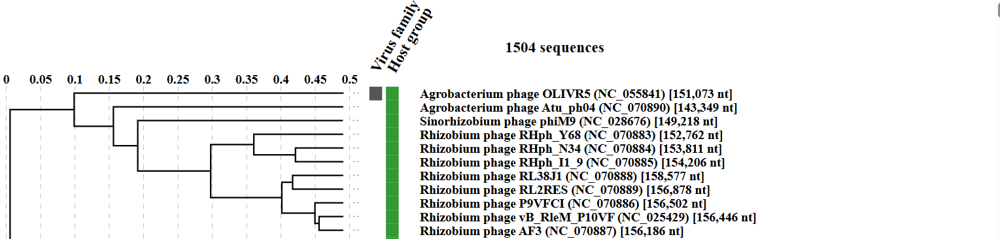 Virus family
Host group
1504 sequences
0 0.05 0.1 0.15 0.2 0.25 0.3 0.35 0.4 0.45 0.5
Agrobacterium phage OLIVR5 (NC_055841) [151,073 nt]
Agrobacterium phage Atu_ph04 (NC_070890) [143,349 nt]
Sinorhizobium phage phiM9 (NC_028676) [149,218 nt]
Rhizobium phage RHph_Y68 (NC_070883) [152,762 nt]
Rhizobium phage RHph_N34 (NC_070884) [153,811 nt]
Rhizobium phage RHph_I1_9 (NC_070885) [154,206 nt]
Rhizobium phage RL38J1 (NC_070888) [158,577 nt]
Rhizobium phage RL2RES (NC_070889) [156,878 nt]
Rhizobium phage P9VFCI (NC_070886) [156,502 nt]
Rhizobium phage vB_RleM_P10VF (NC_025429) [156,446 nt]
Rhizobium phage AF3 (NC_070887) [156,186 nt]